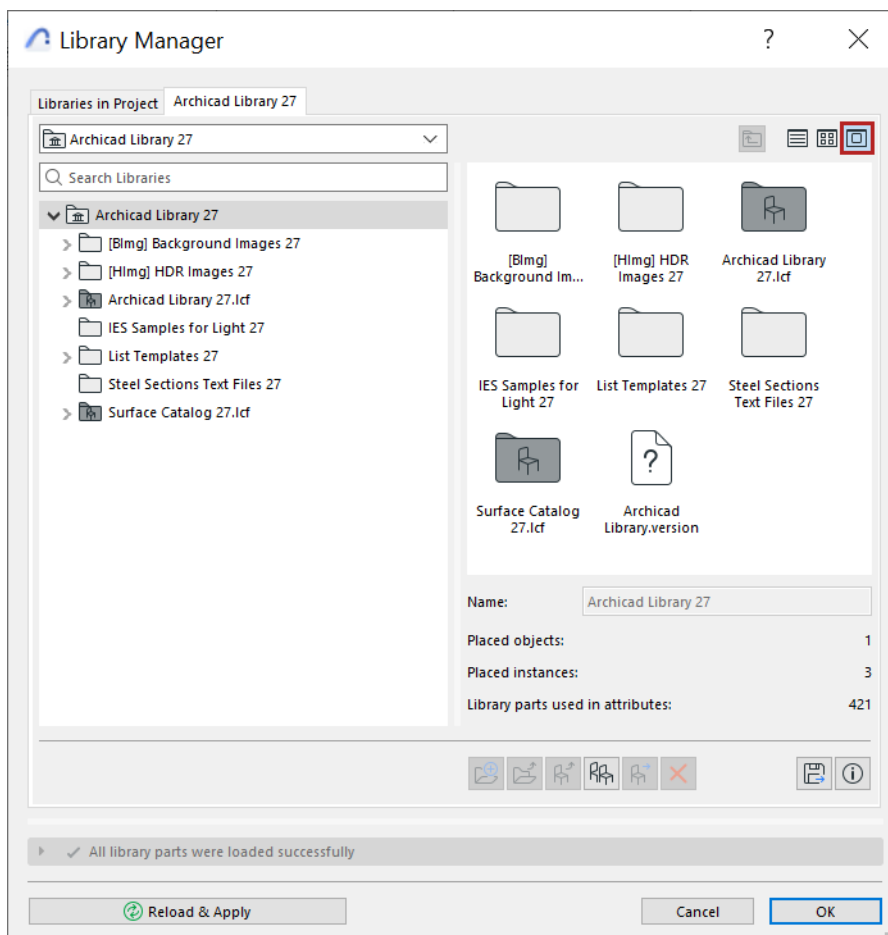 Library Manager
?
Libraries in Project
Archicad Library 27
Archicad Library 27
Search Libraries
Archicad Library 27
[BImg] Background Images 27
[HImg] HDR Images 27
Archicad Library 27.lcf
IES Samples for Light 27
List Templates 27
Steel Sections Text Files 27
Surface Catalog 27.lcf
[BImg]
Background Im...
[HImg] HDR
Images 27
Archicad Library
27.lcf
IES Samples for
Light 27
List Templates 27
Steel Sections
Text Files 27
Surface Catalog
27.lcf
?
Archicad
Library.version
Name: Archicad Library 27
Placed objects: 1
Placed instances: 3
Library parts used in attributes: 421
All library parts were loaded successfully
Reload & Apply
Cancel
OK